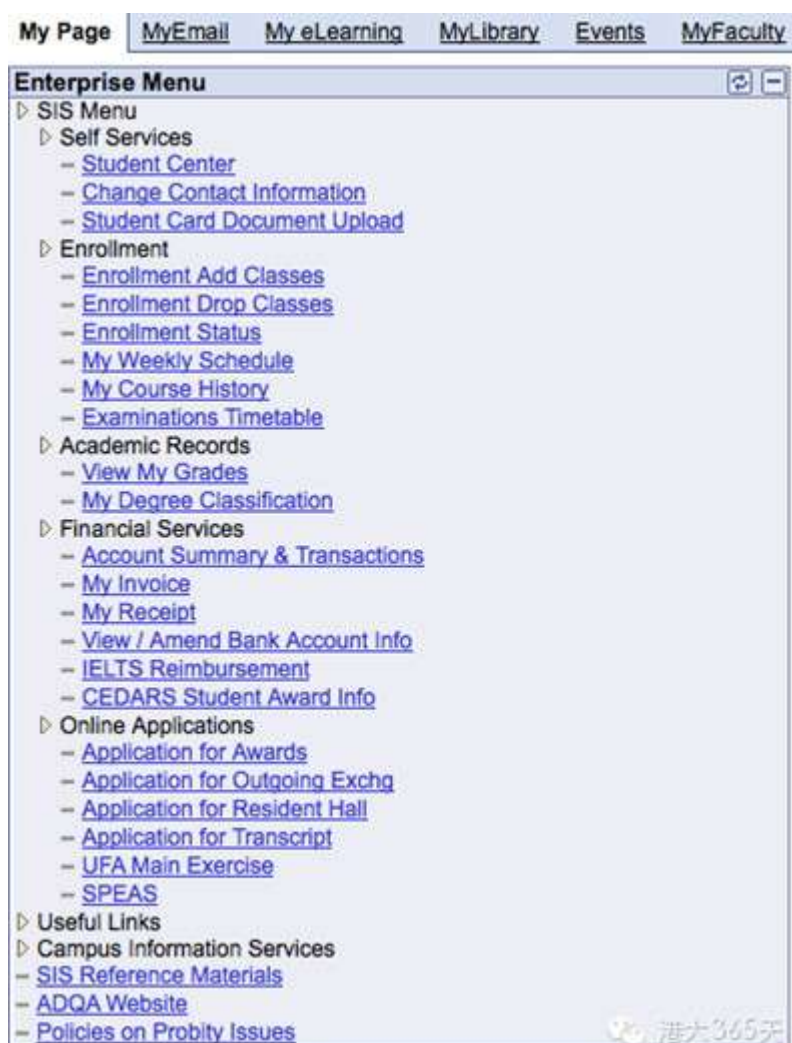 My Page MyEmail My eLearning MyLibrary Events MyFaculty
Enterprise Menu
SIS Menu
Self Services
– Student Center
– Change Contact Information
– Student Card Document Upload
Enrollment
– Enrollment Add Classes
– Enrollment Drop Classes
– Enrollment Status
– My Weekly Schedule
– My Course History
– Examinations Timetable
Academic Records
– View My Grades
– My Degree Classification
Financial Services
– Account Summary & Transactions
– My Invoice
– My Receipt
– View / Amend Bank Account Info
– IELTS Reimbursement
– CEDARS Student Award Info
Online Applications
– Application for Awards
– Application for Outgoing Exchg
– Application for Resident Hall
– Application for Transcript
– UFA Main Exercise
– SPEAS
Useful Links
Campus Information Services
– SIS Reference Materials
– ADQA Website
– Policies on Probity Issues
港大365天